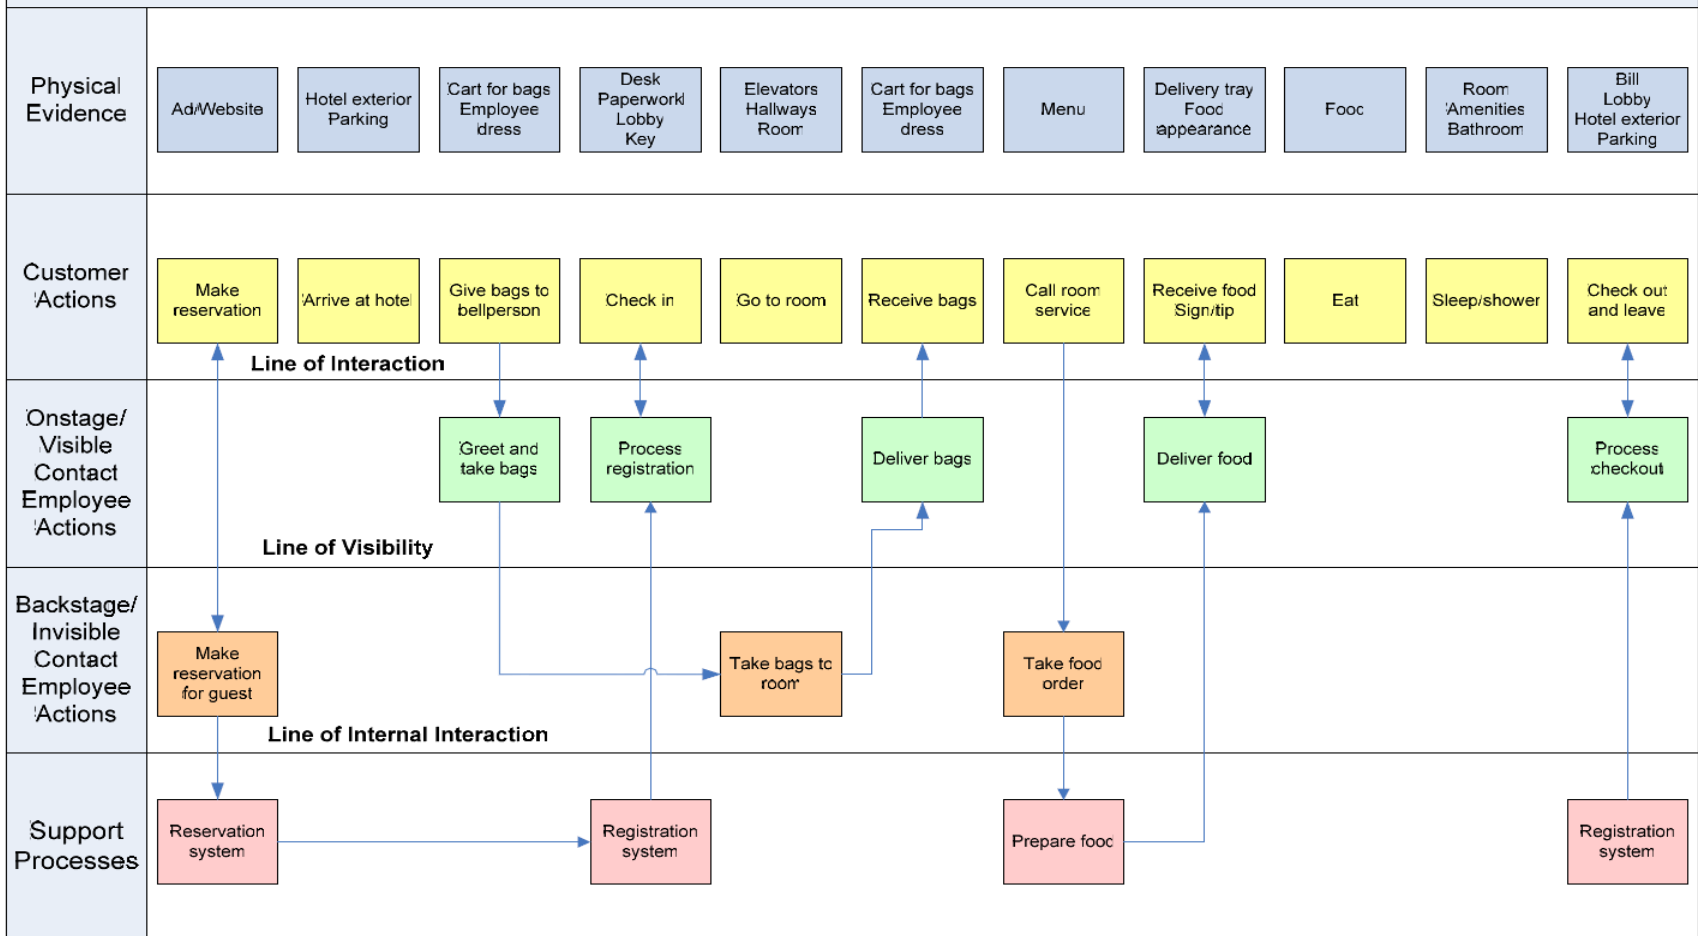 Physical
Evidence
Ad/Website
Hotel exterior
Parking
Cart for bags
Employee
dress
Desk
Paperwork
Lobby
Key
Elevators
Hallways
Room
Cart for bags
Employee
dress
Menu
Delivery tray
Food
appearance
Food
Room
Amenities
Bathroom
Bill
Lobby
Hotel exterior
Parking
Customer
Actions
Make
reservation
Arrive at hotel
Give bags to
bellperson
Check in
Go to room
Receive bags
Call room
service
Receive food
Sign/tip
Eat
Sleep/shower
Check out
and leave
Line of Interaction
Onstage/
Visible
Contact
Employee
Actions
Greet and
take bags
Process
registration
Deliver bags
Deliver food
Process
checkout
Line of Visibility
Backstage/
Invisible
Contact
Employee
Actions
Make
reservation
for guest
Take bags to
room
Take food
order
Line of Internal Interaction
Support
Processes
Reservation
system
Registration
system
Prepare food
Registration
system